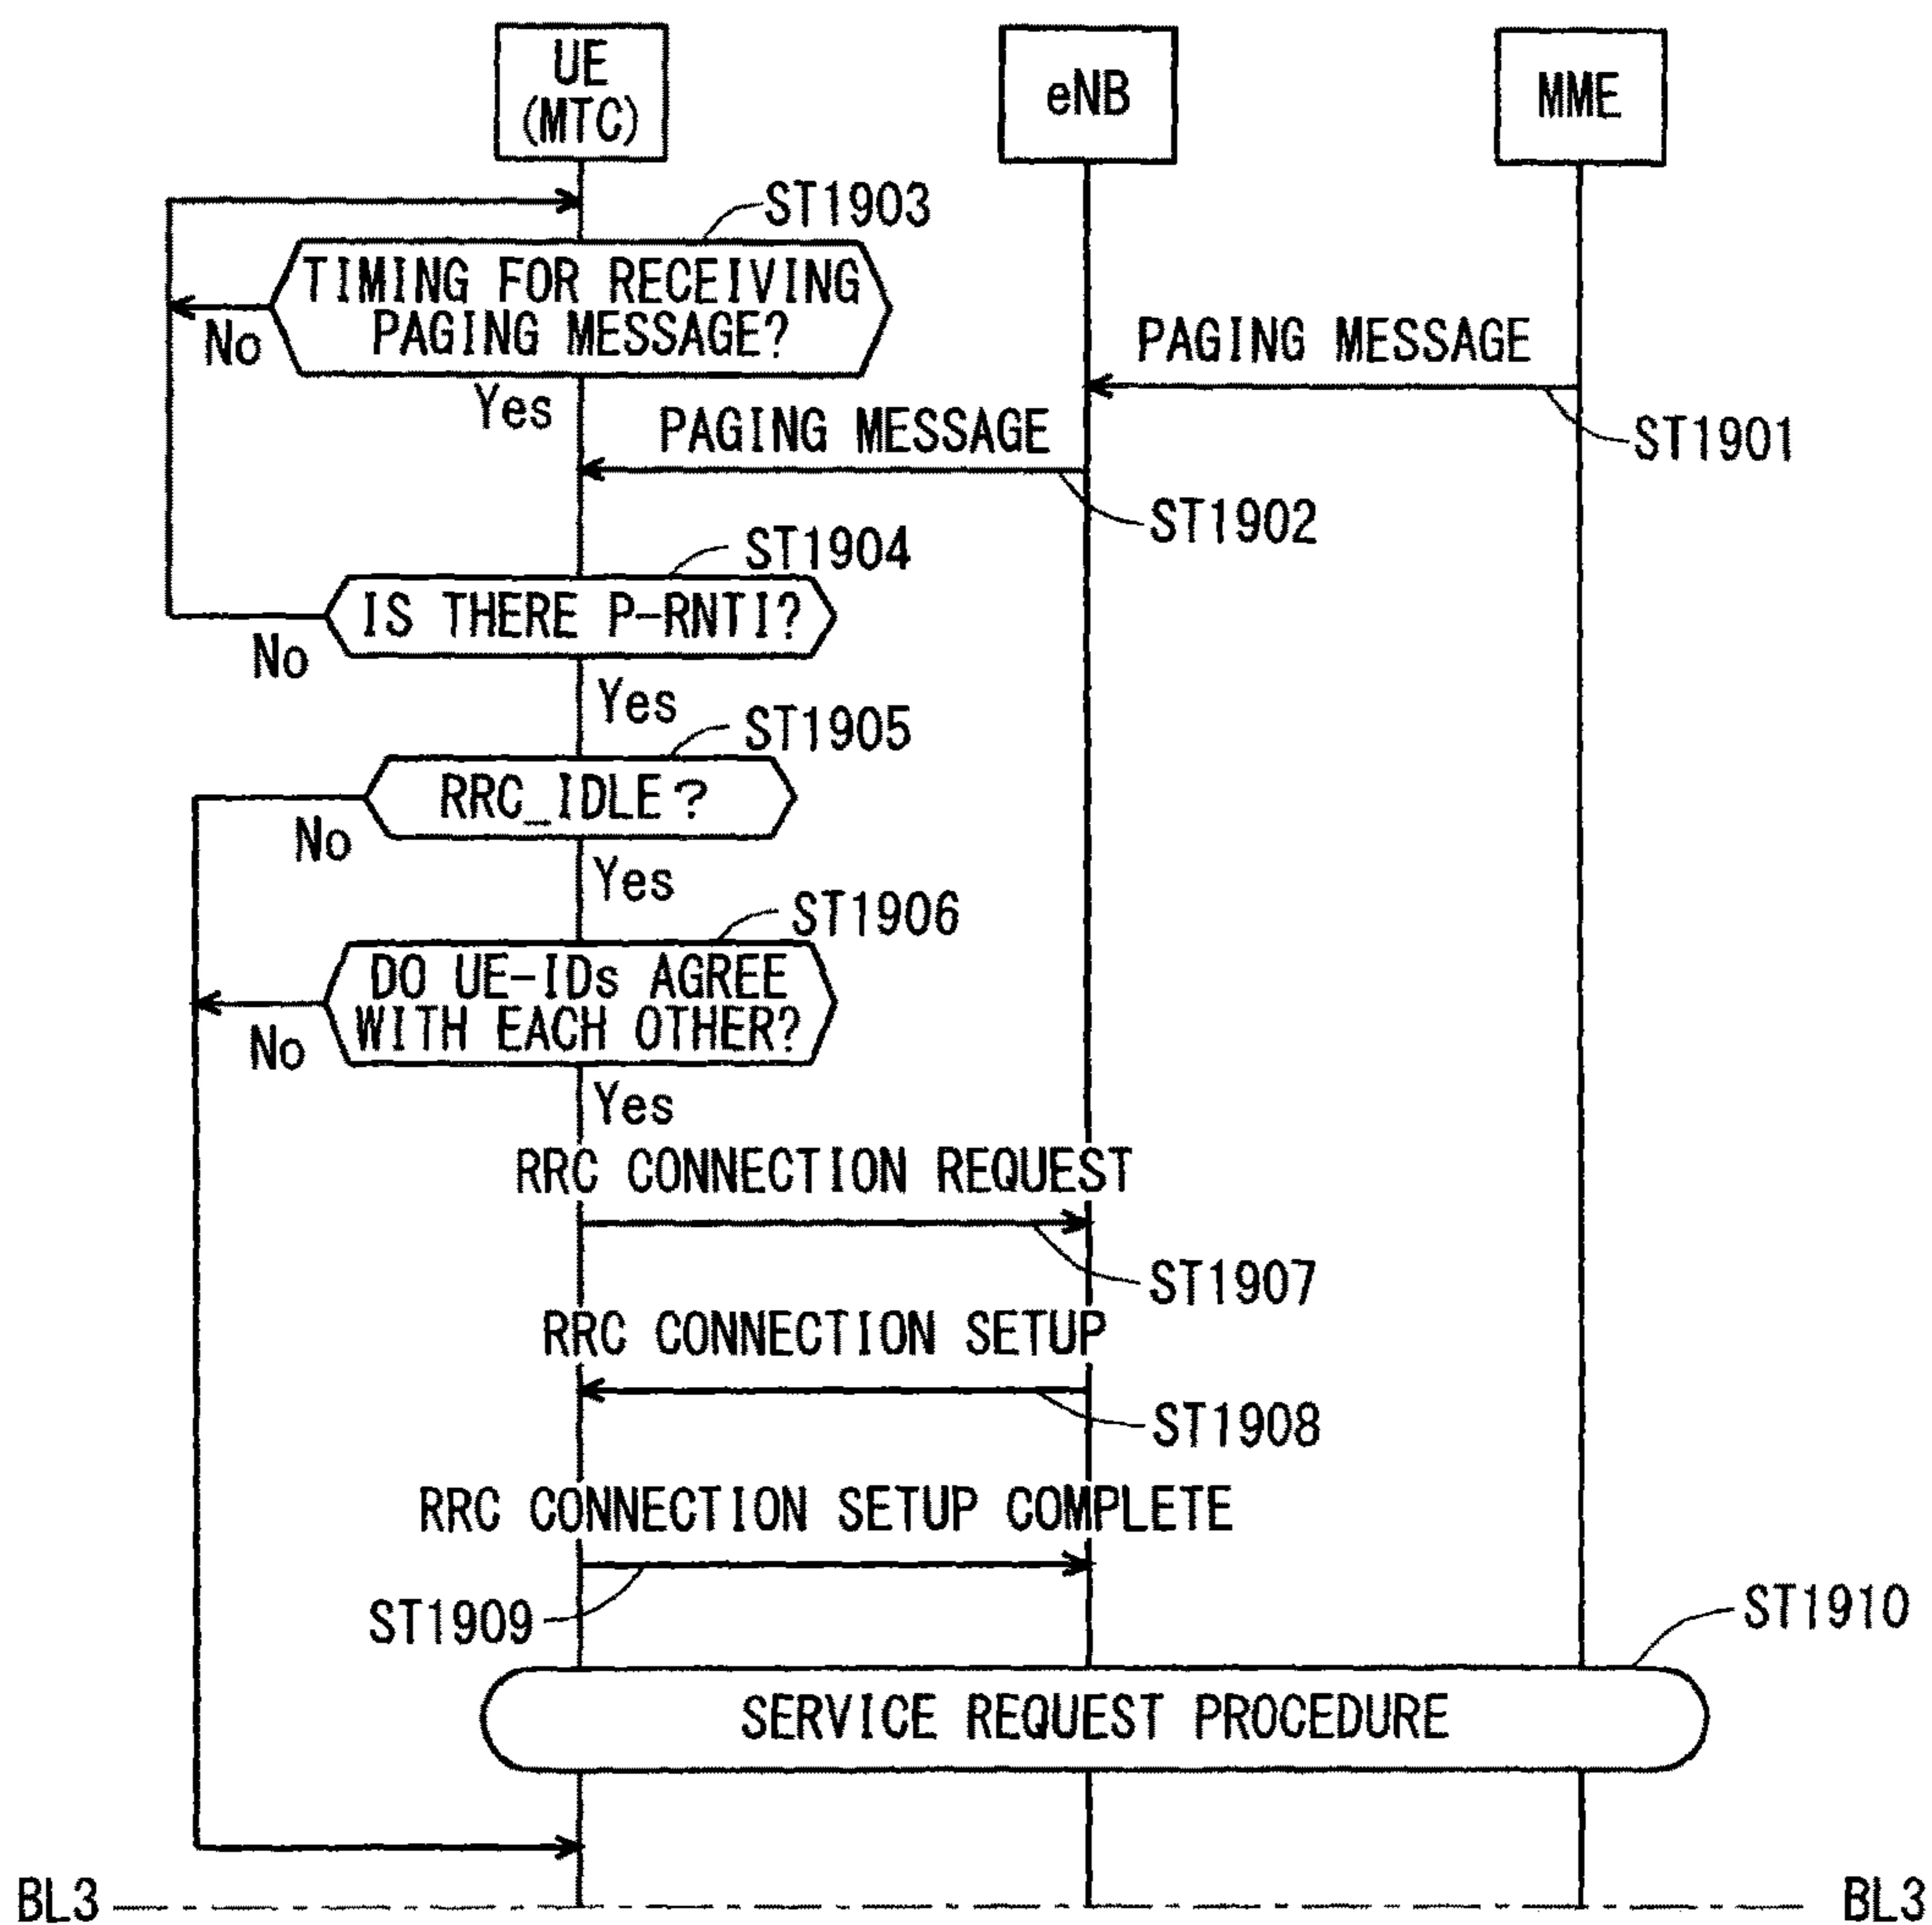 UE
(MTC)
eNB
MME
ST1903
TIMING FOR RECEIVING
PAGING MESSAGE?
No
Yes
PAGING MESSAGE
ST1901
PAGING MESSAGE
ST1902
ST1904
IS THERE P-RNTI?
No
Yes
ST1905
RRC_IDLE?
No
Yes
ST1906
DO UE-IDs AGREE
WITH EACH OTHER?
No
Yes
RRC CONNECTION REQUEST
ST1907
RRC CONNECTION SETUP
ST1908
RRC CONNECTION SETUP COMPLETE
ST1909
ST1910
SERVICE REQUEST PROCEDURE
BL3
BL3